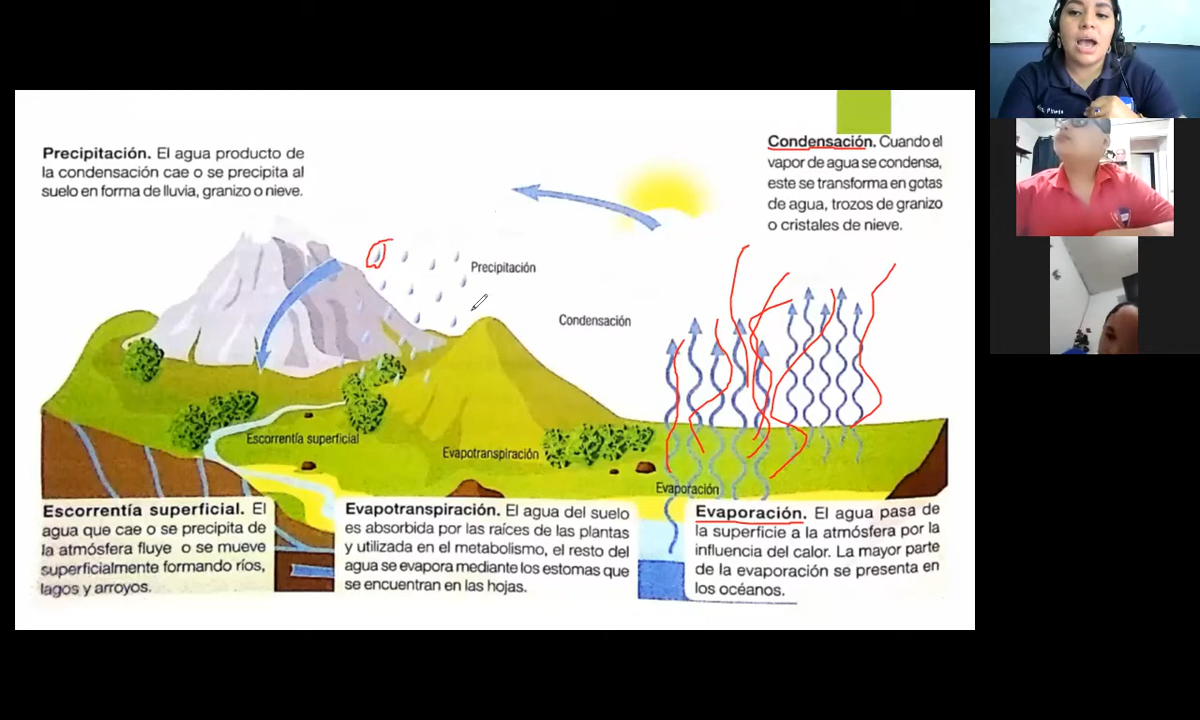 Precipitación. El agua producto de
la condensación cae o se precipita al
suelo en forma de lluvia, granizo o nieve.
Condensación. Cuando el
vapor de agua se condensa,
este se transforma en gotas
de agua, trozos de granizo
o cristales de nieve.
Precipitación
Condensación
Escorrentía superficial
Evapotranspiración
Evaporación
Escorrentía superficial. El
agua que cae o se precipita de
la atmósfera fluye o se mueve
superficialmente formando ríos,
lagos y arroyos.
Evapotranspiración. El agua del suelo
es absorbida por las raíces de las plantas
y utilizada en el metabolismo, el resto del
agua se evapora mediante los estomas que
se encuentran en las hojas.
Evaporación. El agua pasa de
la superficie a la atmósfera por la
influencia del calor. La mayor parte
de la evaporación se presenta en
los océanos.